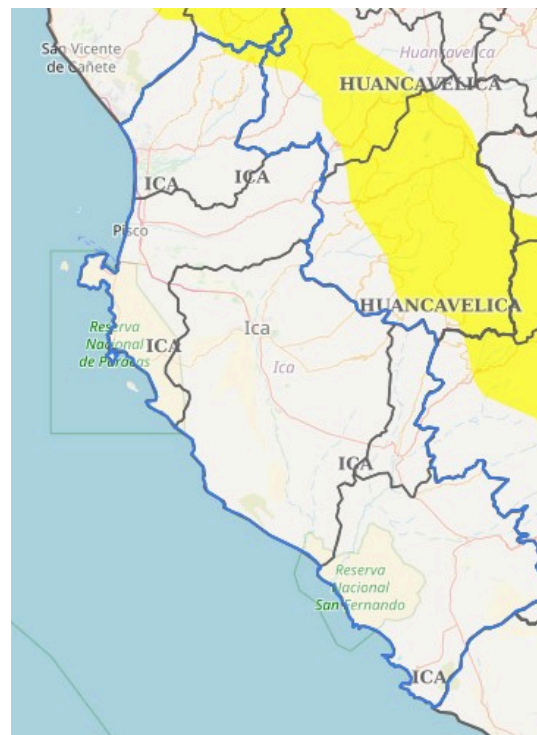 San Vicente
de Cañete
Huancavelica
HUANCAVELICA
ICA
ICA
Pisco
HUANCAVELICA
Reserva
Nacional
de Paracas
ICA
Ica
Ica
ICA
Reserva
Nacional
San Fernando
ICA